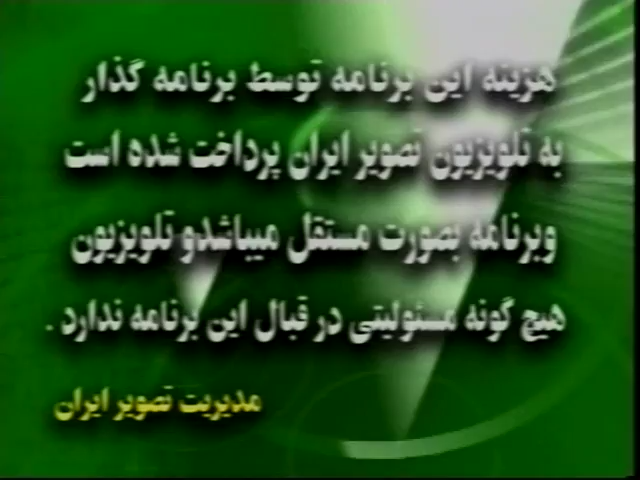 هزینه این برنامه توسط برنامه گذار
به تلویزیون تصویر ایران پرداخت شده است
وبرنامه بصورت مستقل میباشدو تلویزیون
هیچ گونه مسئولیتی در قبال این برنامه ندارد .
مدیریت تصویر ایران